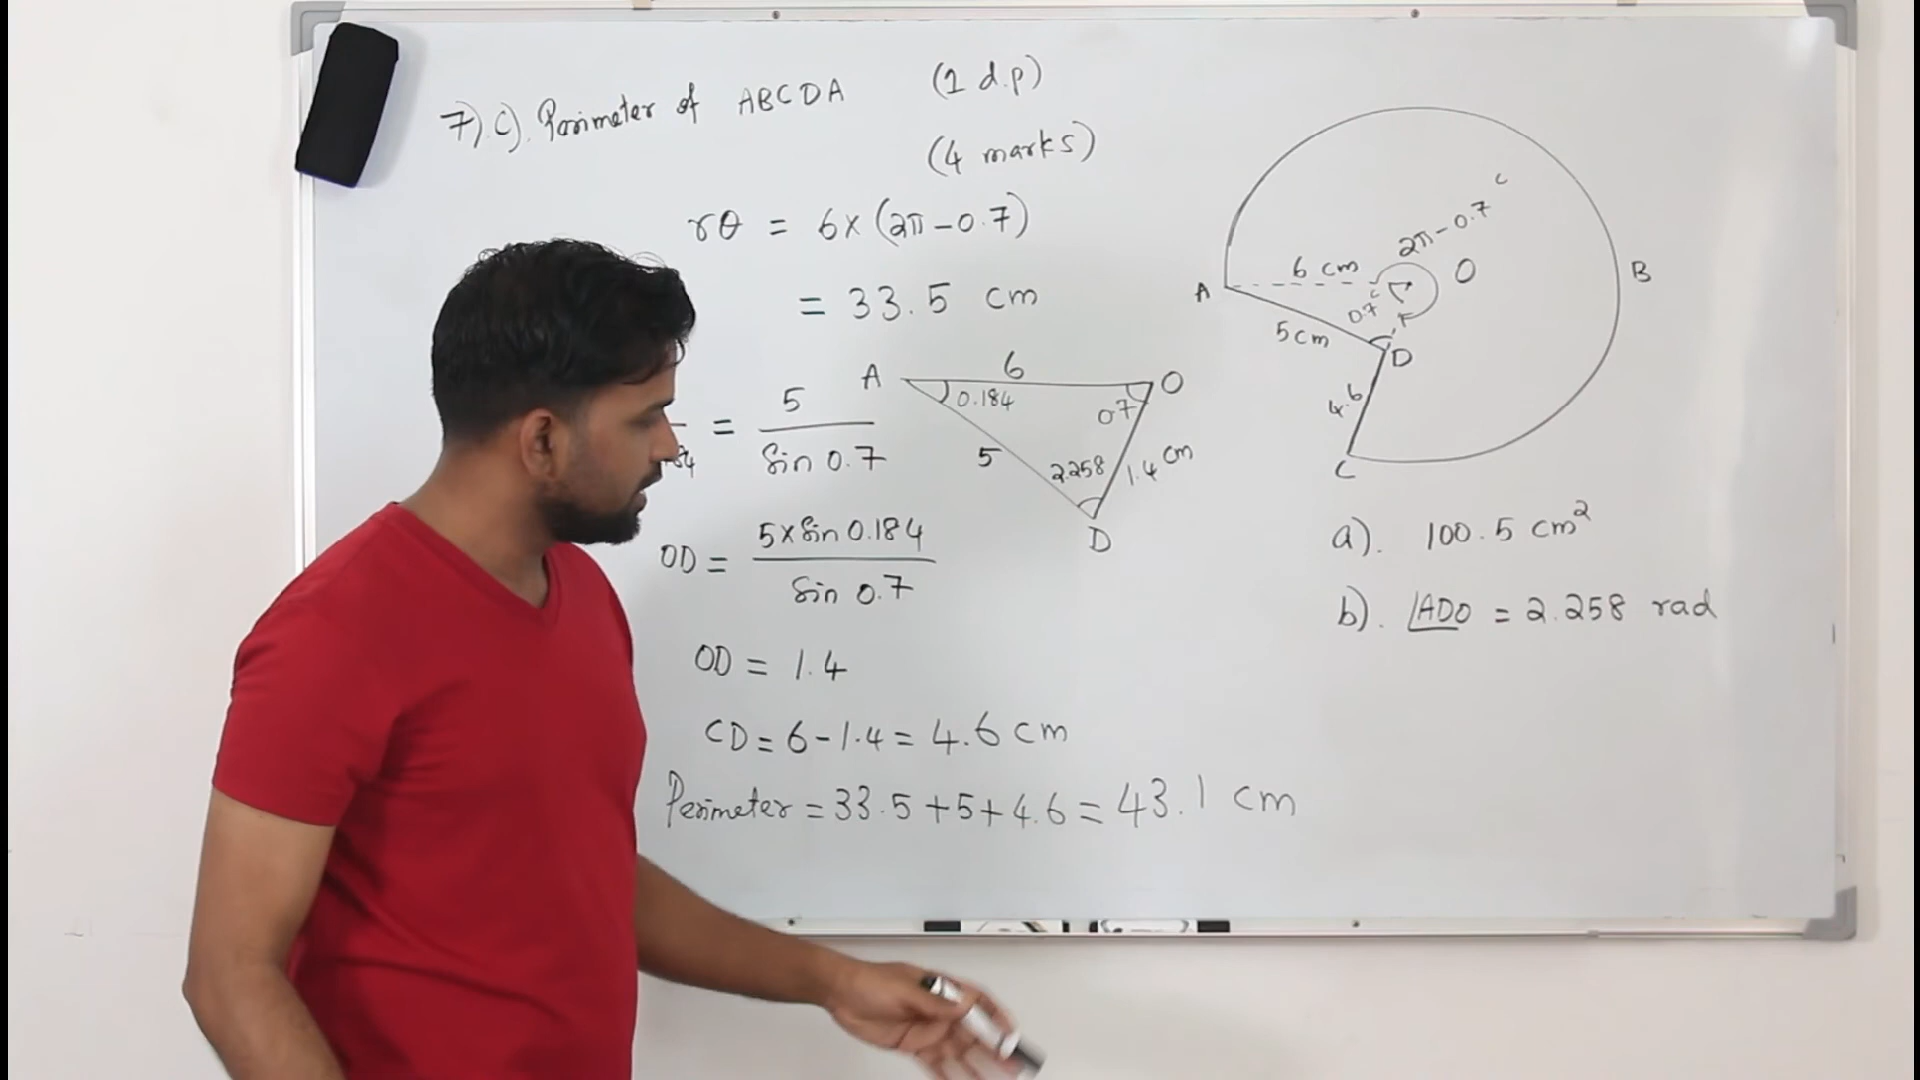 7).c). Perimeter of ABCDA (1 d.p)
(4 marks)
rθ = 6×(2π-0.7)
= 33.5 cm
= 5 / sin 0.7
OD = 5×sin 0.184 / sin 0.7
OD = 1.4
CD = 6-1.4 = 4.6 cm
Perimeter = 33.5+5+4.6 = 43.1 cm
A 6 O
0.184 0.7
5 2.258 1.4 cm
D
2π-0.7 c
A 6 cm O B
0.7 c
5cm D
4.6
C
a). 100.5 cm²
b). ∠ADO = 2.258 rad